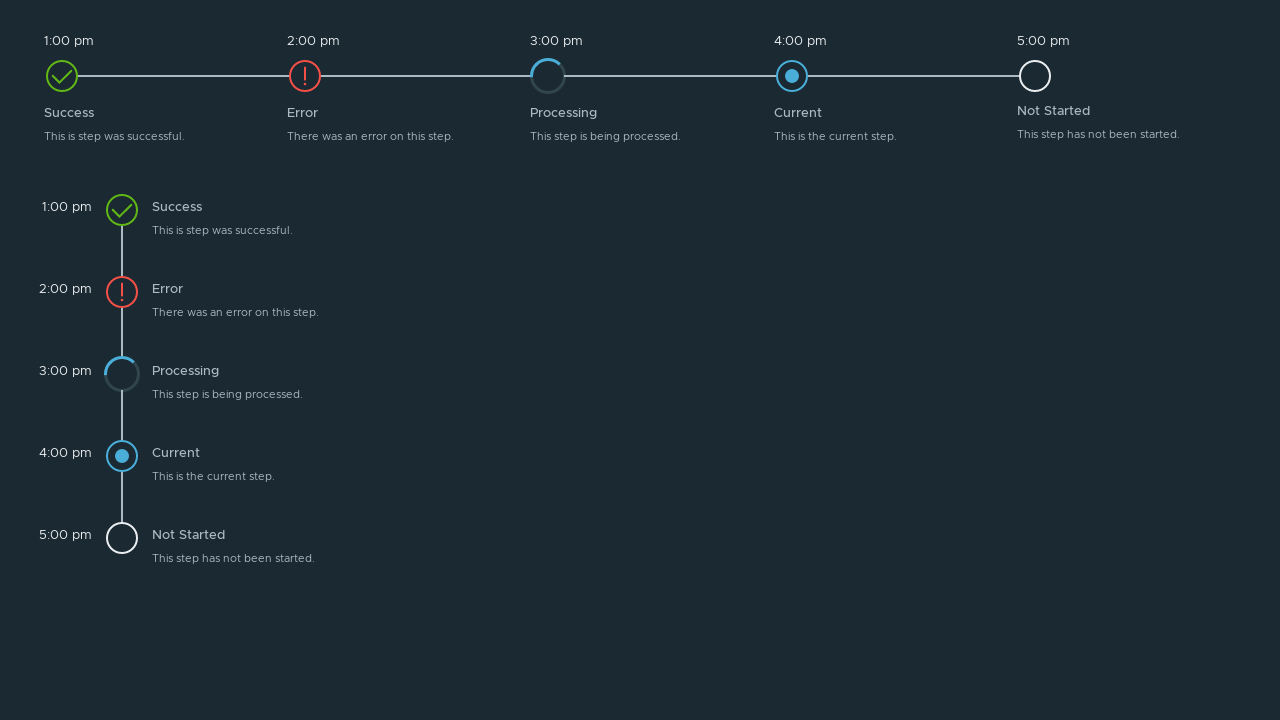 1:00 pm
2:00 pm
3:00 pm
4:00 pm
5:00 pm
Success
Error
Processing
Current
Not Started
This is step was successful.
There was an error on this step.
This step is being processed.
This is the current step.
This step has not been started.
1:00 pm
Success
This is step was successful.
2:00 pm
Error
There was an error on this step.
3:00 pm
Processing
This step is being processed.
4:00 pm
Current
This is the current step.
5:00 pm
Not Started
This step has not been started.